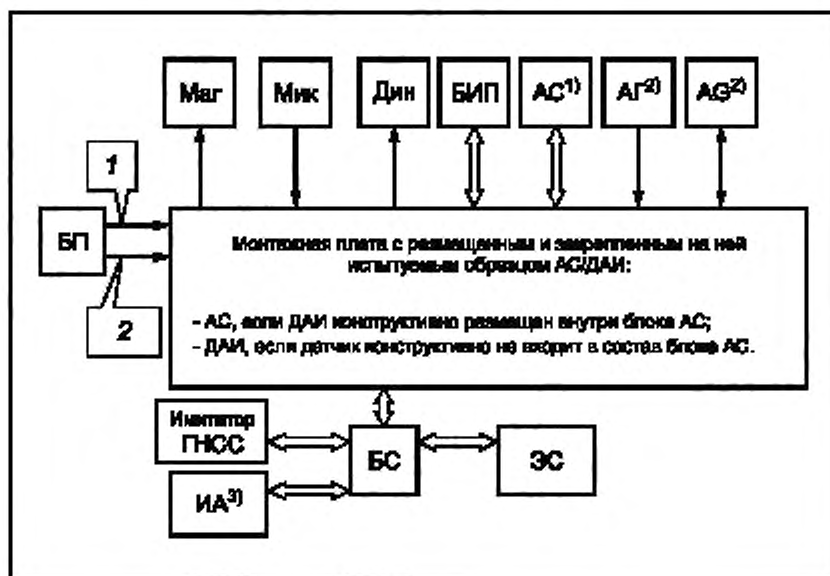 Маг
Мик
Дин
БИП
АС1)
АГ2)
AG2)
1
БП
2
Монтажная плата с размещенным и закрепленным на ней
испытуемым образцом АС/ДАИ:
- АС, если ДАИ конструктивно размещен внутри блока АС;
- ДАИ, если датчик конструктивно не входит в состав блока АС.
Имитатор
ГНСС
БС
ЭС
ИА3)